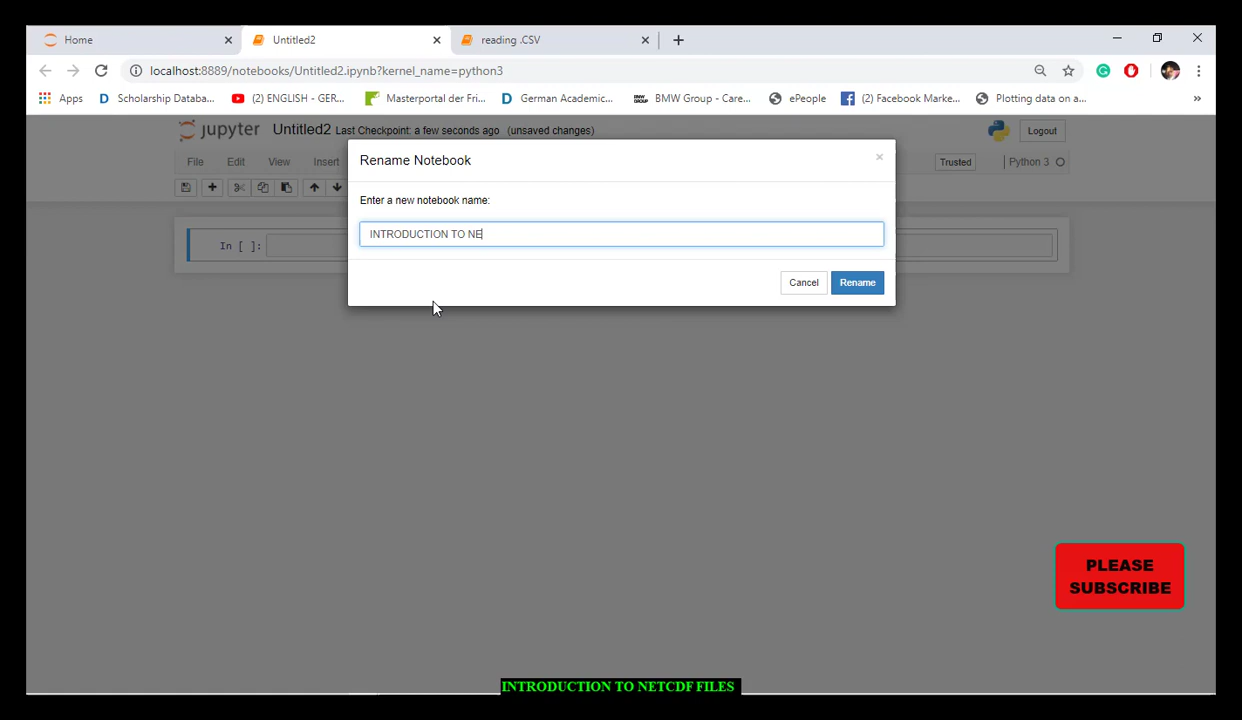 Home
Untitled2
reading .CSV
localhost:8889/notebooks/Untitled2.ipynb?kernel_name=python3
Apps
Scholarship Databa...
(2) ENGLISH - GER...
Masterportal der Fri...
German Academic...
BMW Group - Care...
ePeople
(2) Facebook Marke...
Plotting data on a...
»
jupyter Untitled2 Last Checkpoint: a few seconds ago (unsaved changes)
Logout
File Edit View Insert
Trusted
Python 3
Rename Notebook
Enter a new notebook name:
INTRODUCTION TO NE
Cancel
Rename
In [ ]:
PLEASE
SUBSCRIBE
INTRODUCTION TO NETCDF FILES